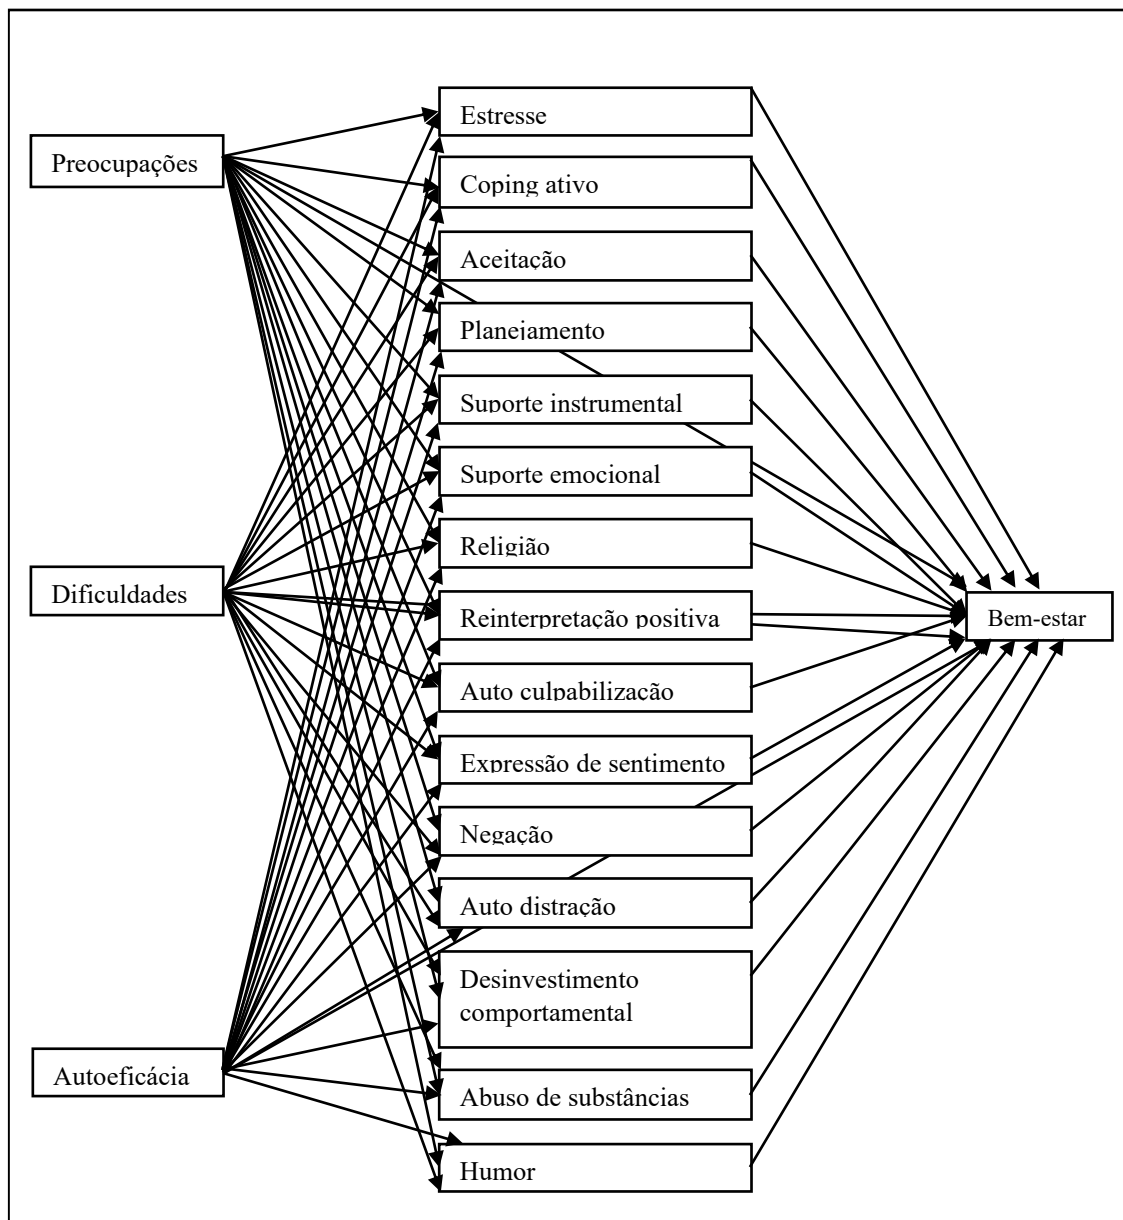 Estresse
Preocupações
Coping ativo
Aceitação
Planejamento
Suporte instrumental
Suporte emocional
Religião
Dificuldades
Reinterpretação positiva
Bem-estar
Auto culpabilização
Expressão de sentimento
Negação
Auto distração
Desinvestimento
comportamental
Autoeficácia
Abuso de substâncias
Humor